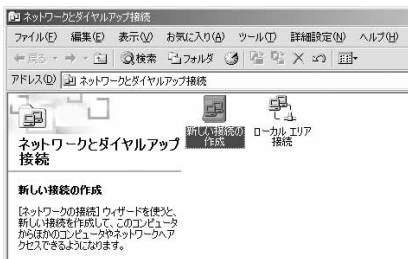 ネットワークとダイヤルアップ接続
ファイル(F) 編集(E) 表示(V) お気に入り(A) ツール(T) 詳細設定(N) ヘルプ(H)
戻る 検索 フォルダ
アドレス(D) ネットワークとダイヤルアップ接続
ネットワークとダイヤルアップ
接続
新しい接続の作成
[ネットワークの接続] ウィザードを使うと、
新しい接続を作成して、このコンピュータ
からほかのコンピュータやネットワークへア
クセスできるようになります。
新しい接続の
作成
ローカル エリア
接続